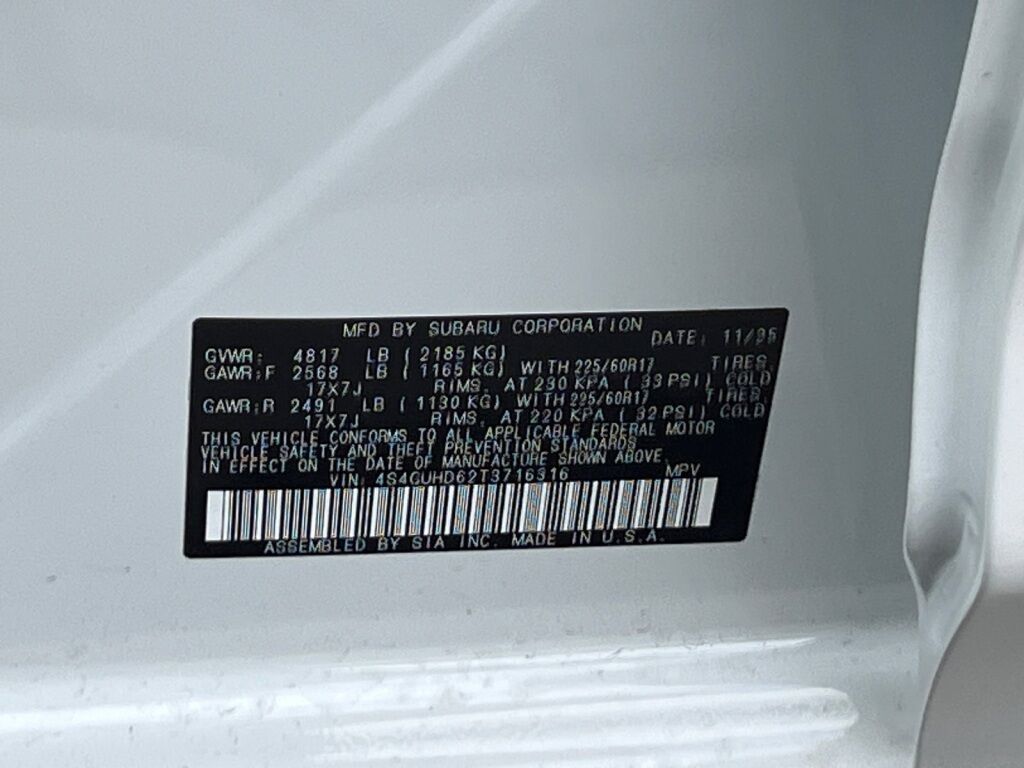 MFD BY SUBARU CORPORATION DATE: 11/25
GVWR: 4817 LB ( 2185 KG)
GAWR:F 2568 LB ( 1165 KG) WITH 225/60R17 TIRES,
17X7J RIMS, AT 230 KPA ( 33 PSI) COLD
GAWR:R 2491 LB ( 1130 KG) WITH 225/60R17 TIRES,
17X7J RIMS, AT 220 KPA ( 32 PSI) COLD
THIS VEHICLE CONFORMS TO ALL APPLICABLE FEDERAL MOTOR
VEHICLE SAFETY AND THEFT PREVENTION STANDARDS
IN EFFECT ON THE DATE OF MANUFACTURE SHOWN ABOVE.
VIN: 4S4GUHD62T3716316 MPV
ASSEMBLED BY SIA INC. MADE IN U.S.A.